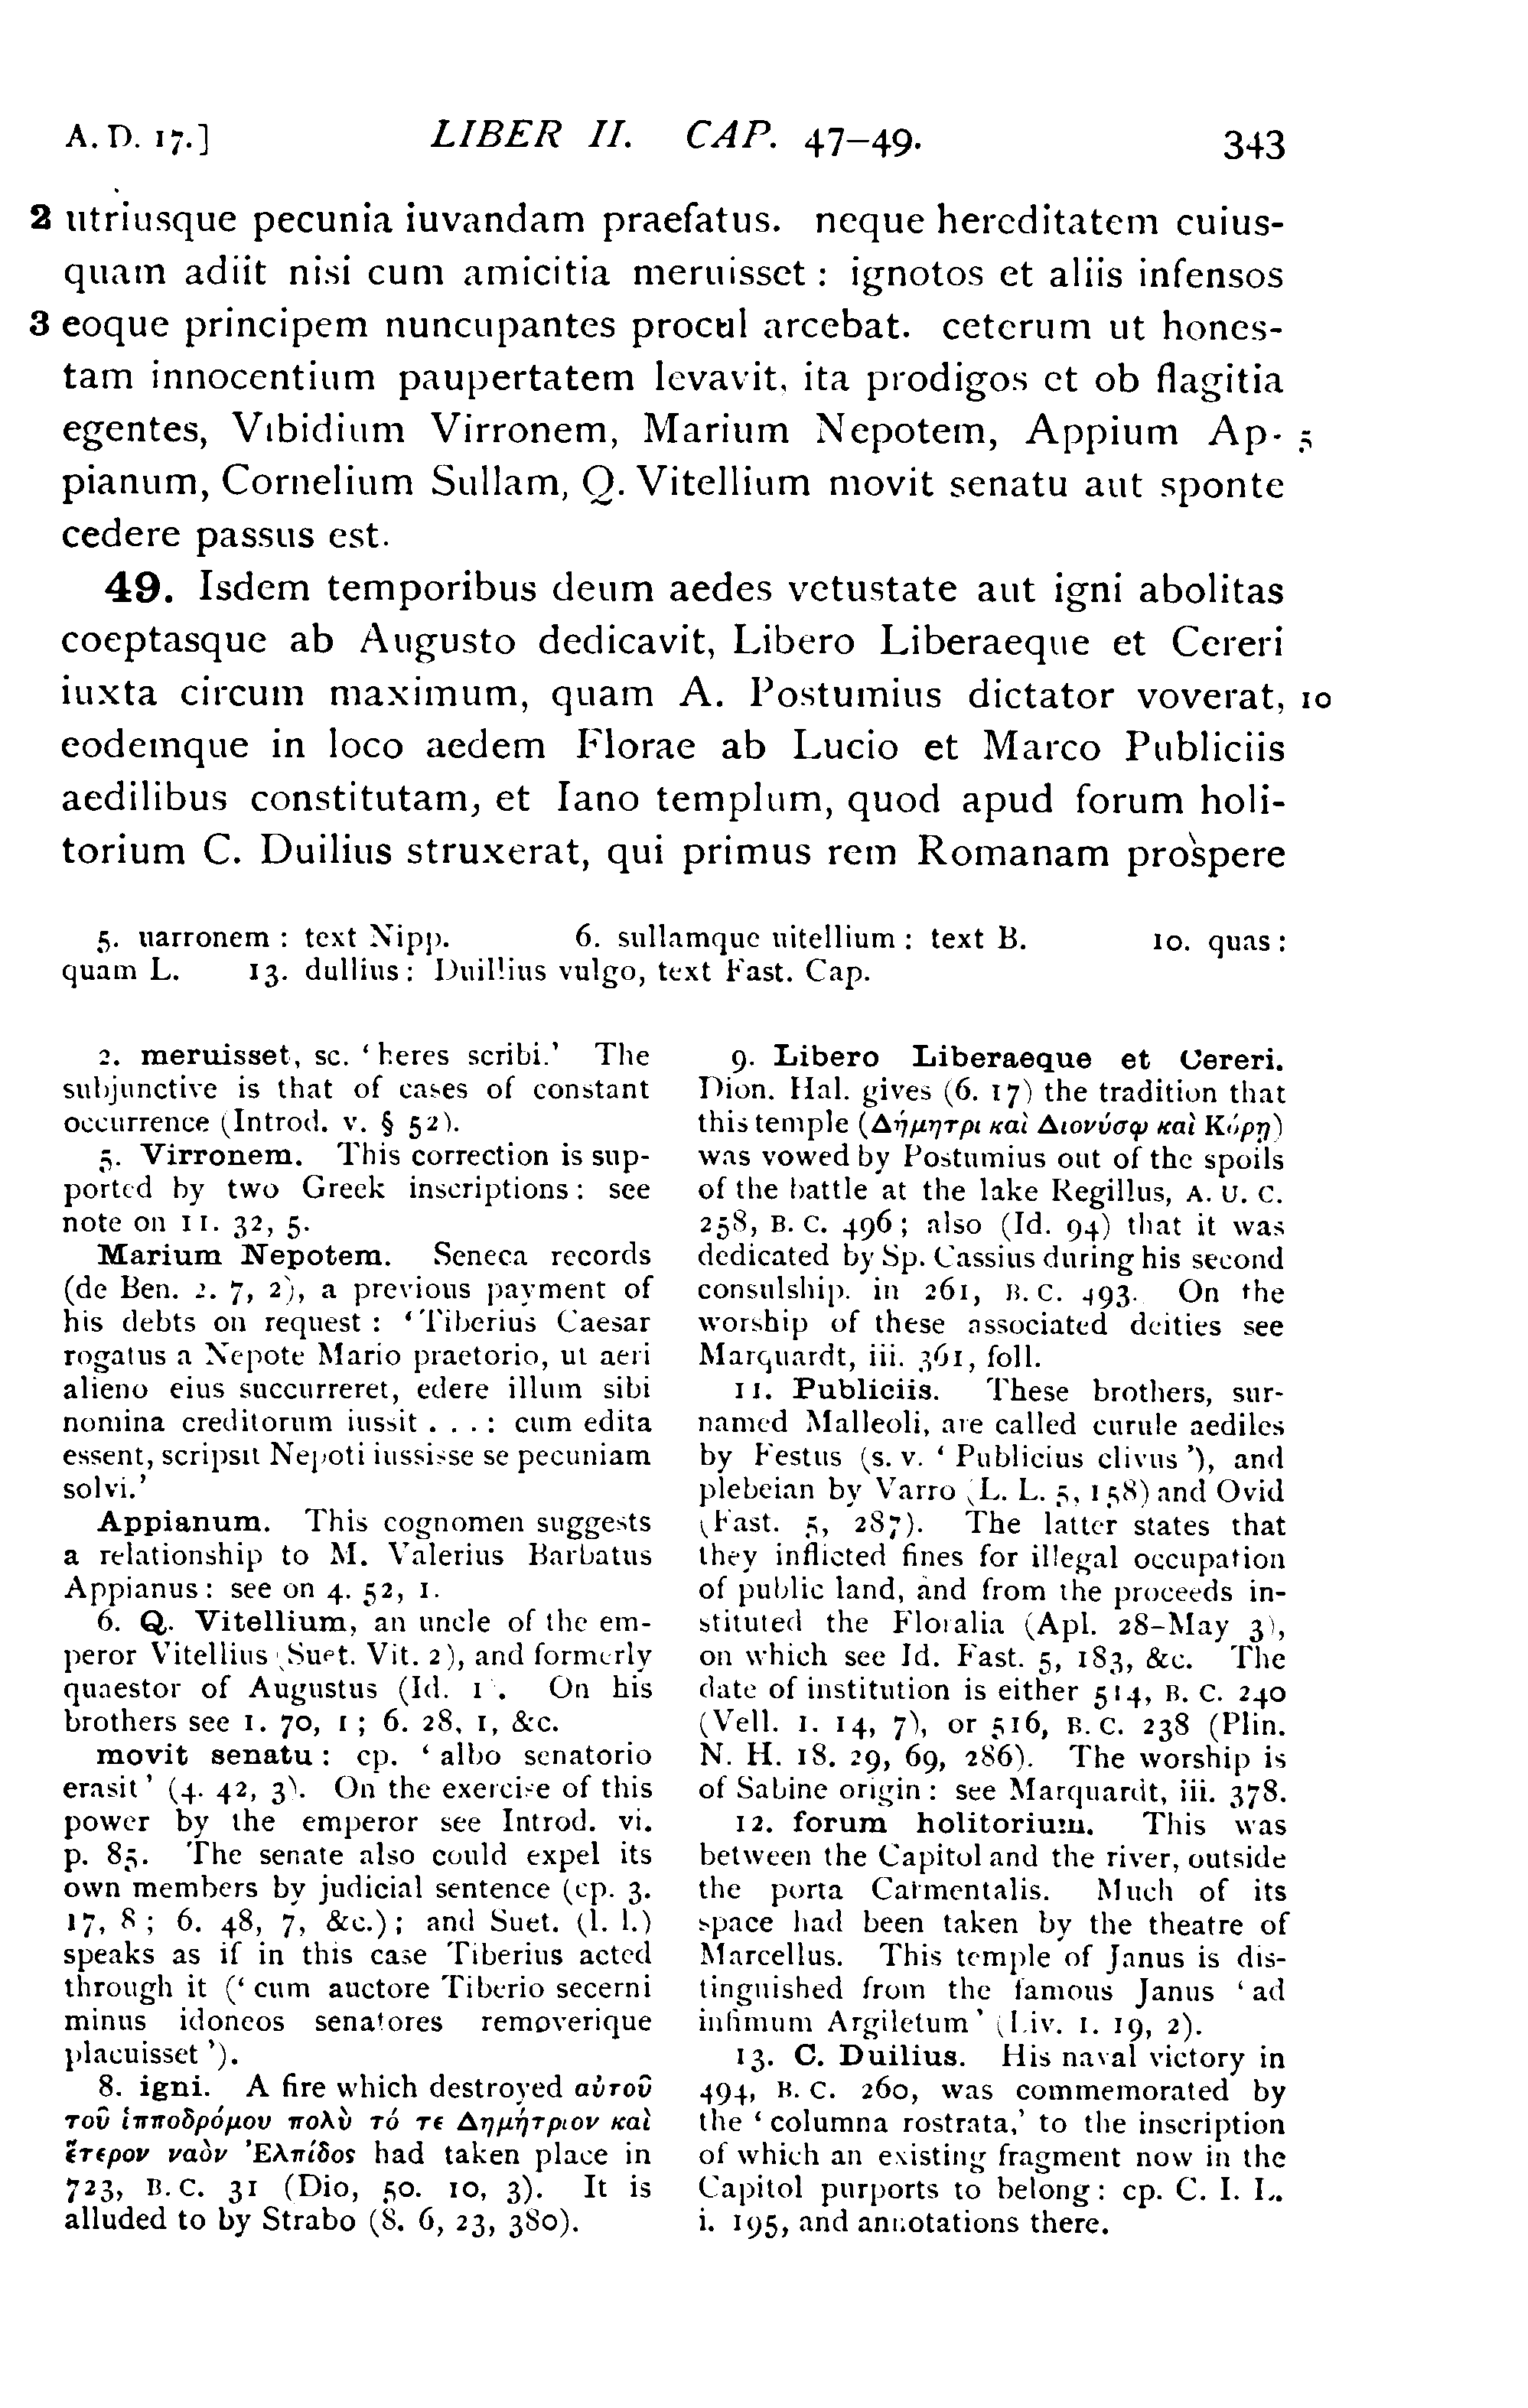 A. D. 17.] LIBER II. CAP. 47–49. 343
2 utriusque pecunia iuvandam praefatus. neque hereditatem cuius-
quam adiit nisi cum amicitia meruisset : ignotos et aliis infensos
3 eoque principem nuncupantes procul arcebat. ceterum ut hones-
tam innocentium paupertatem levavit, ita prodigos et ob flagitia
egentes, Vibidium Virronem, Marium Nepotem, Appium Ap- 5
pianum, Cornelium Sullam, Q. Vitellium movit senatu aut sponte
cedere passus est.
49. Isdem temporibus deum aedes vetustate aut igni abolitas
coeptasque ab Augusto dedicavit, Libero Liberaeque et Cereri
iuxta circum maximum, quam A. Postumius dictator voverat, 10
eodemque in loco aedem Florae ab Lucio et Marco Publiciis
aedilibus constitutam, et Iano templum, quod apud forum holi-
torium C. Duilius struxerat, qui primus rem Romanam prospere
5. uarronem : text Nipp. 6. sullamque uitellium : text B. 10. quas :
quam L. 13. dullius : Duillius vulgo, text Fast. Cap.
2. meruisset, sc. ‘heres scribi.’ The
subjunctive is that of cases of constant
occurrence (Introd. v. § 52).
5. Virronem. This correction is sup-
ported by two Greek inscriptions : see
note on 11. 32, 5.
Marium Nepotem. Seneca records
(de Ben. 2. 7, 2), a previous payment of
his debts on request : ‘Tiberius Caesar
rogatus a Nepote Mario praetorio, ut aeri
alieno eius succurreret, edere illum sibi
nomina creditorum iussit . . . : cum edita
essent, scripsit Nepoti iussisse se pecuniam
solvi.’
Appianum. This cognomen suggests
a relationship to M. Valerius Barbatus
Appianus : see on 4. 52, 1.
6. Q. Vitellium, an uncle of the em-
peror Vitellius (Suet. Vit. 2), and formerly
quaestor of Augustus (Id. 1). On his
brothers see 1. 70, 1 ; 6. 28, 1, &c.
movit senatu : cp. ‘albo senatorio
erasit’ (4. 42, 3). On the exercise of this
power by the emperor see Introd. vi.
p. 85. The senate also could expel its
own members by judicial sentence (cp. 3.
17, 8 ; 6. 48, 7, &c.) ; and Suet. (l. l.)
speaks as if in this case Tiberius acted
through it (‘cum auctore Tiberio secerni
minus idoneos senatores removerique
placuisset’).
8. igni. A fire which destroyed αὐτοῦ
τοῦ ἱπποδρόμου πολὺ τό τε Δημήτριον καὶ
ἕτερον ναὸν Ἐλπίδος had taken place in
723, B. C. 31 (Dio, 50. 10, 3). It is
alluded to by Strabo (8. 6, 23, 380).
9. Libero Liberaeque et Cereri.
Dion. Hal. gives (6. 17) the tradition that
this temple (Δήμητρι καὶ Διονύσῳ καὶ Κόρῃ)
was vowed by Postumius out of the spoils
of the battle at the lake Regillus, A. U. C.
258, B. C. 496 ; also (Id. 94) that it was
dedicated by Sp. Cassius during his second
consulship. in 261, B. C. 493. On the
worship of these associated deities see
Marquardt, iii. 361, foll.
11. Publiciis. These brothers, sur-
named Malleoli, are called curule aediles
by Festus (s. v. ‘Publicius clivus’), and
plebeian by Varro (L. L. 5, 158) and Ovid
(Fast. 5, 287). The latter states that
they inflicted fines for illegal occupation
of public land, and from the proceeds in-
stituted the Floralia (Apl. 28–May 3),
on which see Id. Fast. 5, 183, &c. The
date of institution is either 514, B. C. 240
(Vell. 1. 14, 7), or 516, B. C. 238 (Plin.
N. H. 18. 29, 69, 286). The worship is
of Sabine origin : see Marquardt, iii. 378.
12. forum holitorium. This was
between the Capitol and the river, outside
the porta Carmentalis. Much of its
space had been taken by the theatre of
Marcellus. This temple of Janus is dis-
tinguished from the famous Janus ‘ad
infimum Argiletum’ (Liv. 1. 19, 2).
13. C. Duilius. His naval victory in
494, B. C. 260, was commemorated by
the ‘columna rostrata,’ to the inscription
of which an existing fragment now in the
Capitol purports to belong : cp. C. I. L.
i. 195, and annotations there.